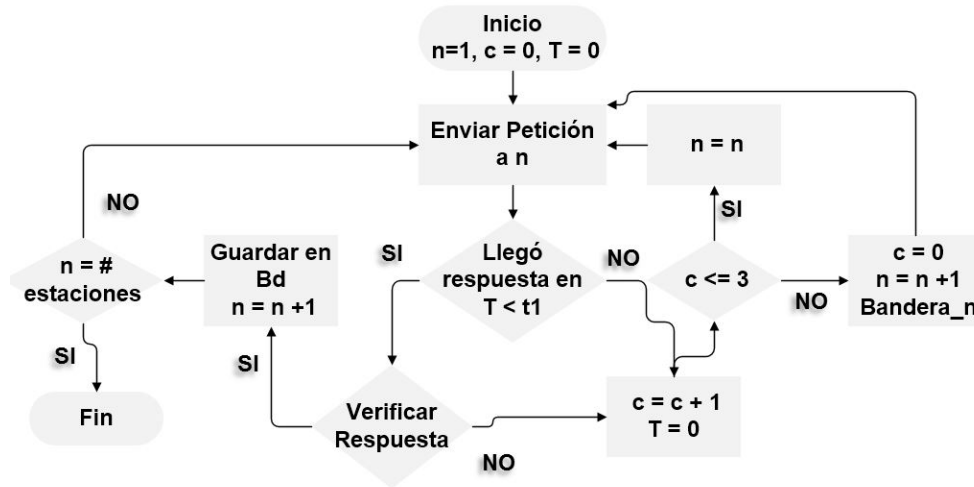 Inicio
n=1, c = 0, T = 0
Enviar Petición
a n
n = n
NO
SI
n = #
estaciones
Guardar en
Bd
n = n +1
SI
Llegó
respuesta en
T < t1
NO
c <= 3
NO
c = 0
n = n +1
Bandera_n
SI
Fin
SI
Verificar
Respuesta
NO
c = c + 1
T = 0